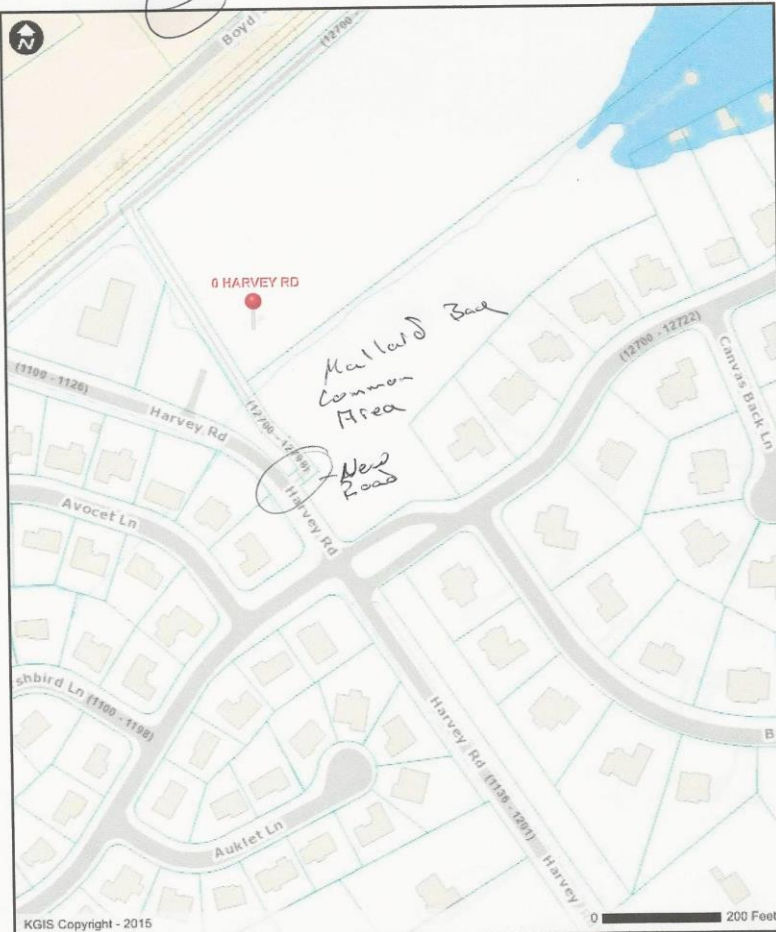 N
Boyd
(12700 -
0 HARVEY RD
Mallard Back
Common
Area
(12700 - 12722)
Canvas Back Ln
(1100 - 1126)
Harvey Rd
(12700 - 12799)
New
Road
Harvey Rd
Avocet Ln
shbird Ln (1100 - 1198)
Harvey Rd (1136 - 1201)
Harvey R
B
Auklet Ln
KGIS Copyright - 2015
0 200 Feet